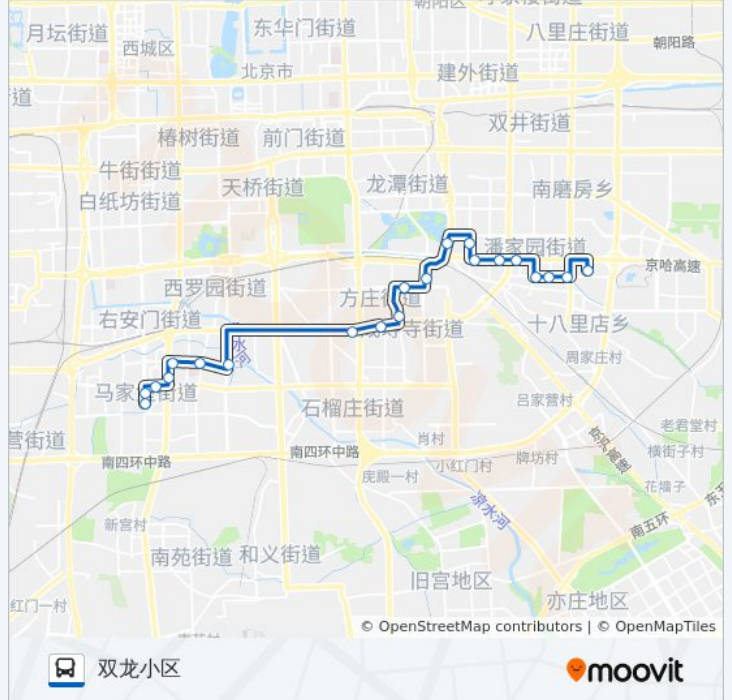 朝阳区
月坛街道
东华门街道
八里庄街道
西城区
朝阳路
北京市
建外街道
道
双井街道
椿树街道
前门街道
牛街街道
天桥街道
龙潭街道
南磨房乡
白纸坊街道
潘家园街道
京哈高速
西罗园街道
方庄街道
右安门街道
寺街道
十八里店乡
水河
周家庄村
马家
街道
吕家营村
石榴庄街道
老君堂村
营街道
肖村
京沪高速
南四环中路
南四环中路
小红门村
牌坊村
横街子村
庑殿一村
花墙子
东五
凉水河
新宫村
南五环
南苑街道
和义街道
旧宫地区
亦庄地区
红门一村
© OpenStreetMap contributors | © OpenMapTiles
双龙小区
moovit